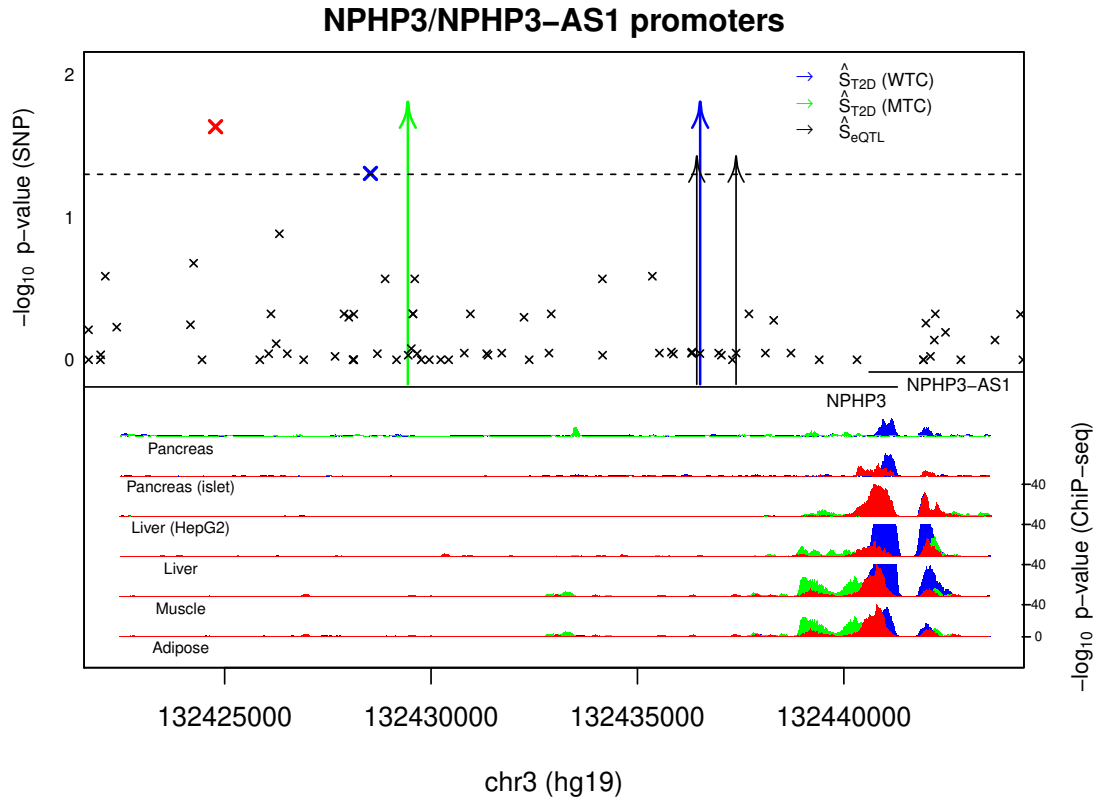 NPHP3/NPHP3−AS1 promoters
−log10 p−value (SNP)
2
1
0
ŜT2D (WTC)
ŜT2D (MTC)
ŜeQTL
NPHP3−AS1
NPHP3
Pancreas
Pancreas (islet)
Liver (HepG2)
Liver
Muscle
Adipose
40
40
40
40
0
−log10 p−value (ChiP−seq)
132425000 132430000 132435000 132440000
chr3 (hg19)